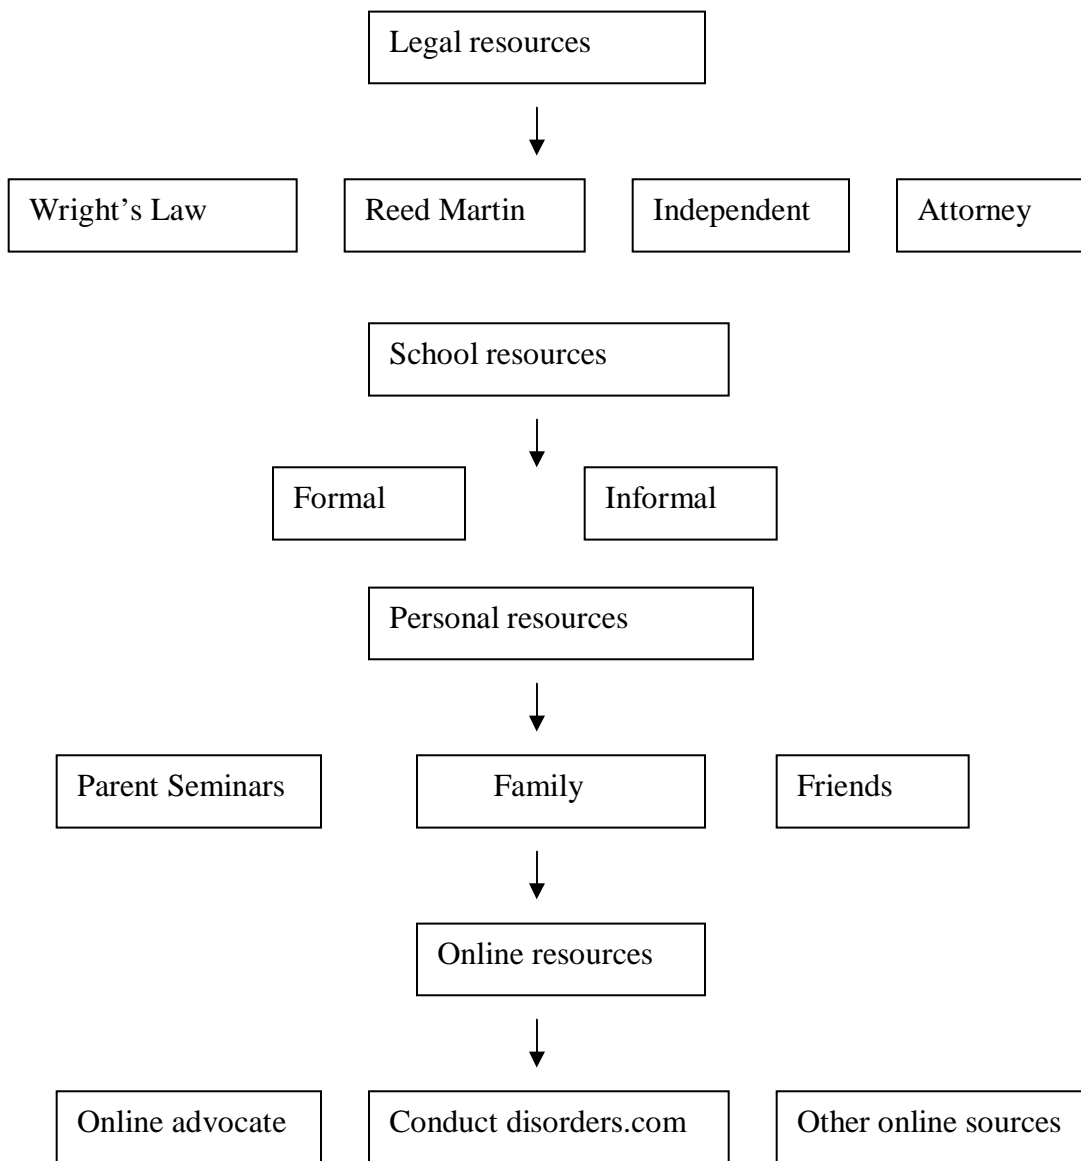 Legal resources
Wright’s Law Reed Martin Independent Attorney
School resources
Formal Informal
Personal resources
Parent Seminars Family Friends
Online resources
Online advocate Conduct disorders.com Other online sources